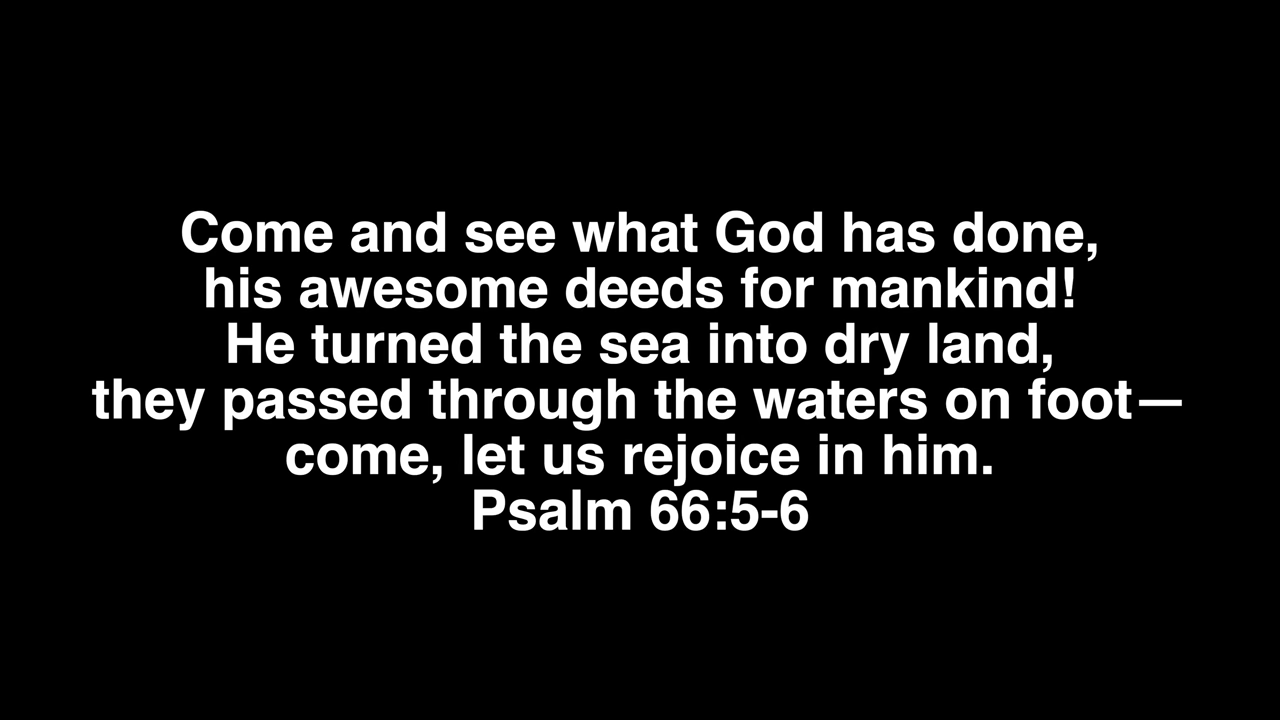 Come and see what God has done,
his awesome deeds for mankind!
He turned the sea into dry land,
they passed through the waters on foot—
come, let us rejoice in him.
Psalm 66:5-6